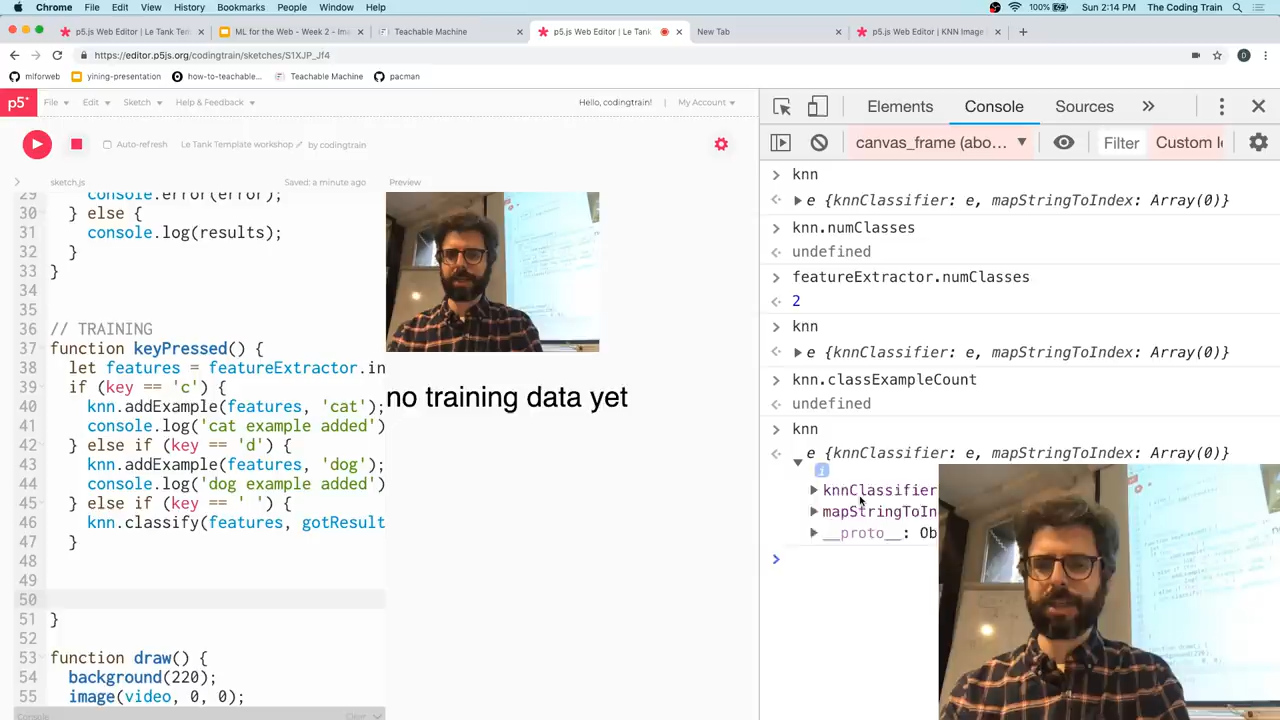 Chrome File Edit View History Bookmarks People Window Help 100% Sun 2:14 PM The Coding Train
p5.js Web Editor | Le Tank Tem × ML for the Web - Week 2 - Im × Teachable Machine × p5.js Web Editor | Le Tank × New Tab × p5.js Web Editor | KNN Image ×
https://editor.p5js.org/codingtrain/sketches/S1XJP_Jf4 D
mlforweb yining-presentation how-to-teachable... Teachable Machine pacman
p5* File Edit Sketch Help & Feedback Hello, codingtrain! | My Account
Auto-refresh Le Tank Template workshop by codingtrain
sketch.js Saved: a minute ago Preview
29 console.error(error);
30 } else {
31 console.log(results);
32 }
33 }
34
35
36 // TRAINING
37 function keyPressed() {
38 let features = featureExtractor.in
39 if (key == 'c') {
40 knn.addExample(features, 'cat');
41 console.log('cat example added')
42 } else if (key == 'd') {
43 knn.addExample(features, 'dog');
44 console.log('dog example added')
45 } else if (key == ' ') {
46 knn.classify(features, gotResult
47 }
48
49
50
51 }
52
53 function draw() {
54 background(220);
55 image(video, 0, 0);
Console Clear
no training data yet
Elements Console Sources »
canvas_frame (abo... Filter Custom l
knn
e {knnClassifier: e, mapStringToIndex: Array(0)}
knn.numClasses
undefined
featureExtractor.numClasses
2
knn
e {knnClassifier: e, mapStringToIndex: Array(0)}
knn.classExampleCount
undefined
knn
e {knnClassifier: e, mapStringToIndex: Array(0)}
i
knnClassifier
mapStringToIn
__proto__: Ob